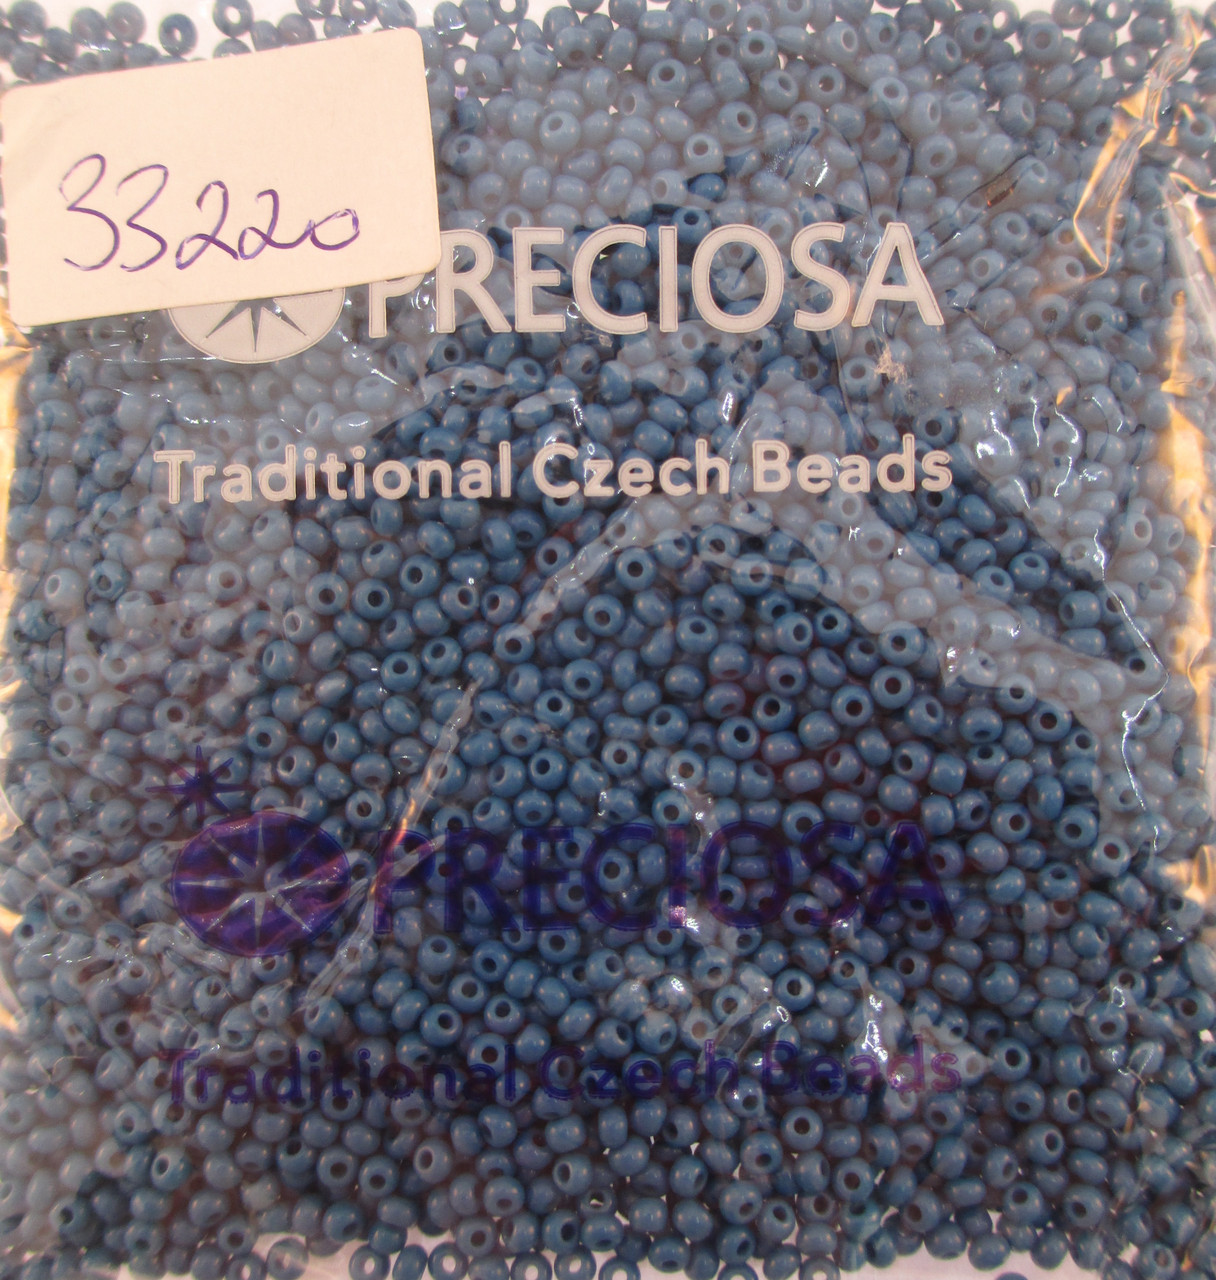 33220
PRECIOSA
Traditional Czech Beads
PRECIOSA
Traditional Czech Beads